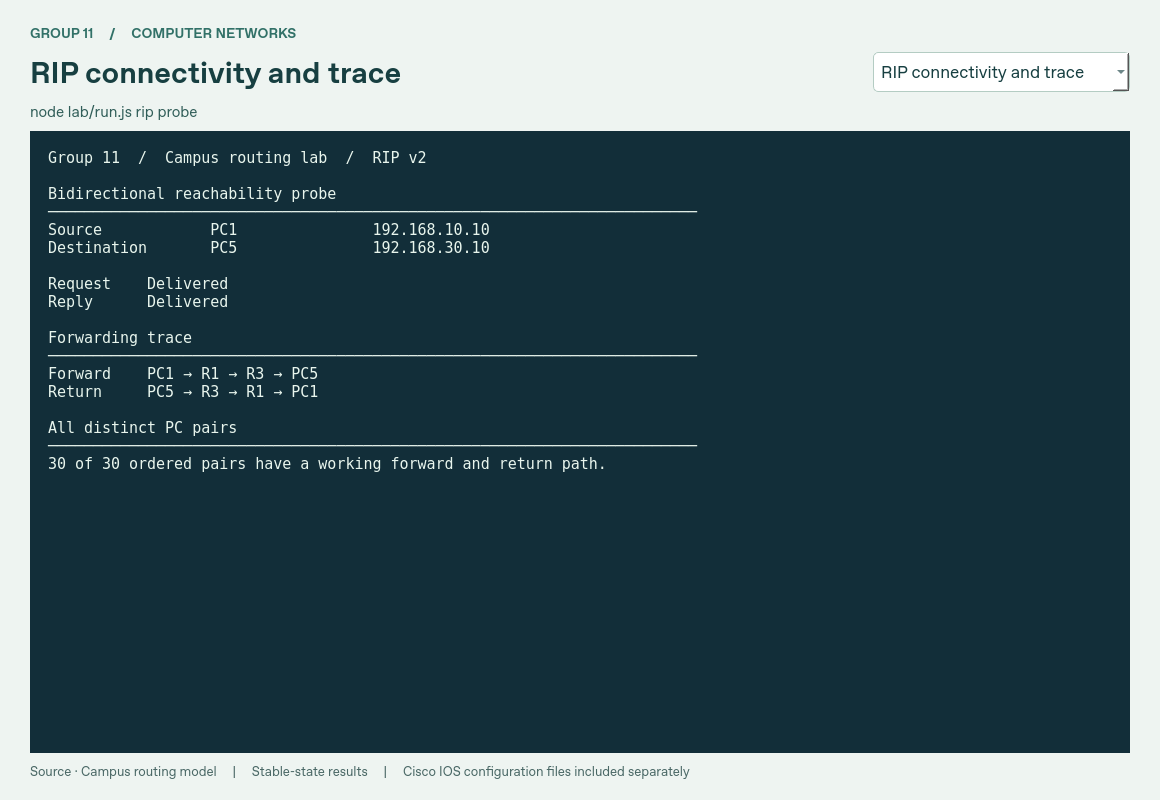 GROUP 11 / COMPUTER NETWORKS
RIP connectivity and trace
RIP connectivity and trace
node lab/run.js rip probe
Group 11 / Campus routing lab / RIP v2
Bidirectional reachability probe
Source PC1 192.168.10.10
Destination PC5 192.168.30.10
Request Delivered
Reply Delivered
Forwarding trace
Forward PC1 → R1 → R3 → PC5
Return PC5 → R3 → R1 → PC1
All distinct PC pairs
30 of 30 ordered pairs have a working forward and return path.
Source · Campus routing model | Stable-state results | Cisco IOS configuration files included separately